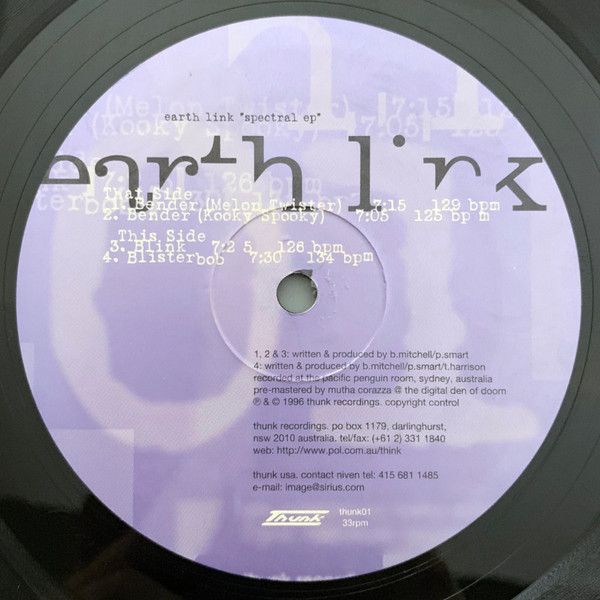 earth link "spectral ep"
earth link
That Side
1. Bender (Melon Twister) 7:15 129 bpm
2. Bender (Kooky Spooky) 7:05 125 bp m
This Side
3. Blink 7:2 5 126 bpm
4. Blisterbob 7:30 134 bpm
1, 2 & 3: written & produced by b.mitchell/p.smart
4: written & produced by b.mitchell/p.smart/t.harrison
recorded at the pacific penguin room, sydney, australia
pre-mastered by mutha corazza @ the digital den of doom
℗ & © 1996 thunk recordings. copyright control
thunk recordings. po box 1179, darlinghurst,
nsw 2010 australia. tel/fax: (+61 2) 331 1840
web: http://www.pol.com.au/think
thunk usa. contact niven tel: 415 681 1485
e-mail: image@sirius.com
Thunk thunk01
33rpm